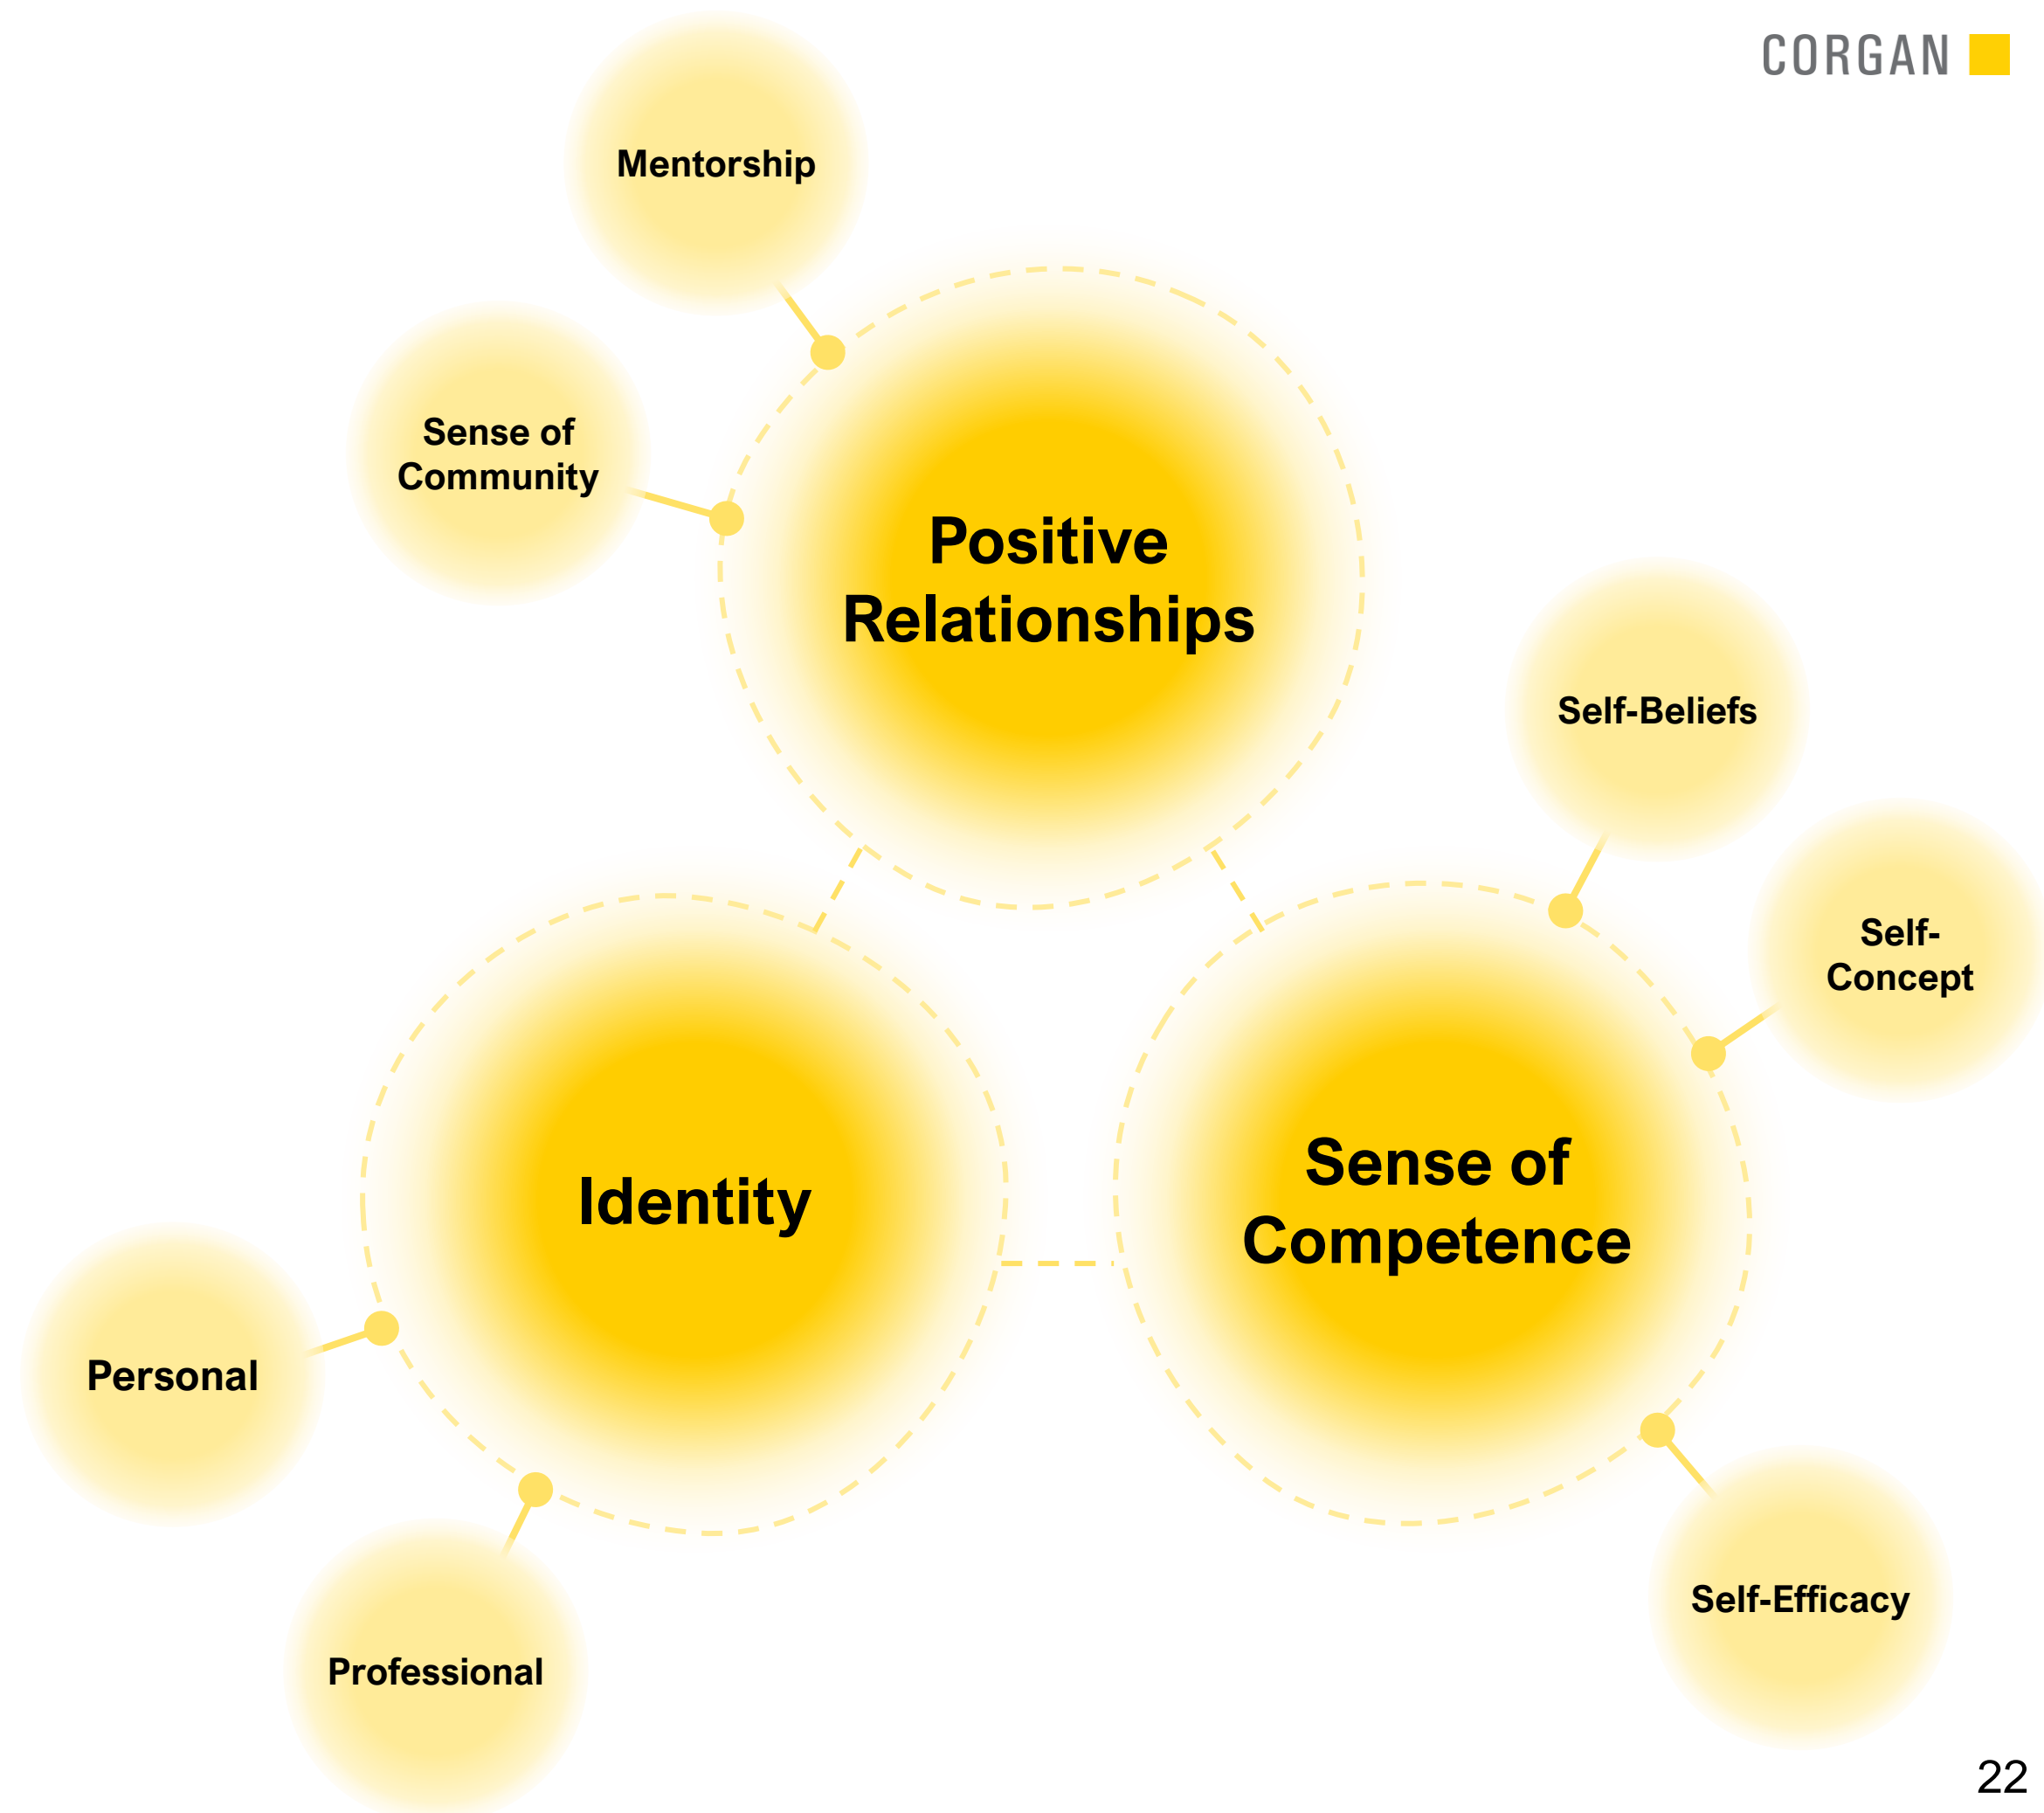 CORGAN
Mentorship
Sense of
Community
Positive
Relationships
Self-Beliefs
Self-
Concept
Identity
Sense of
Competence
Personal
Professional
Self-Efficacy
22